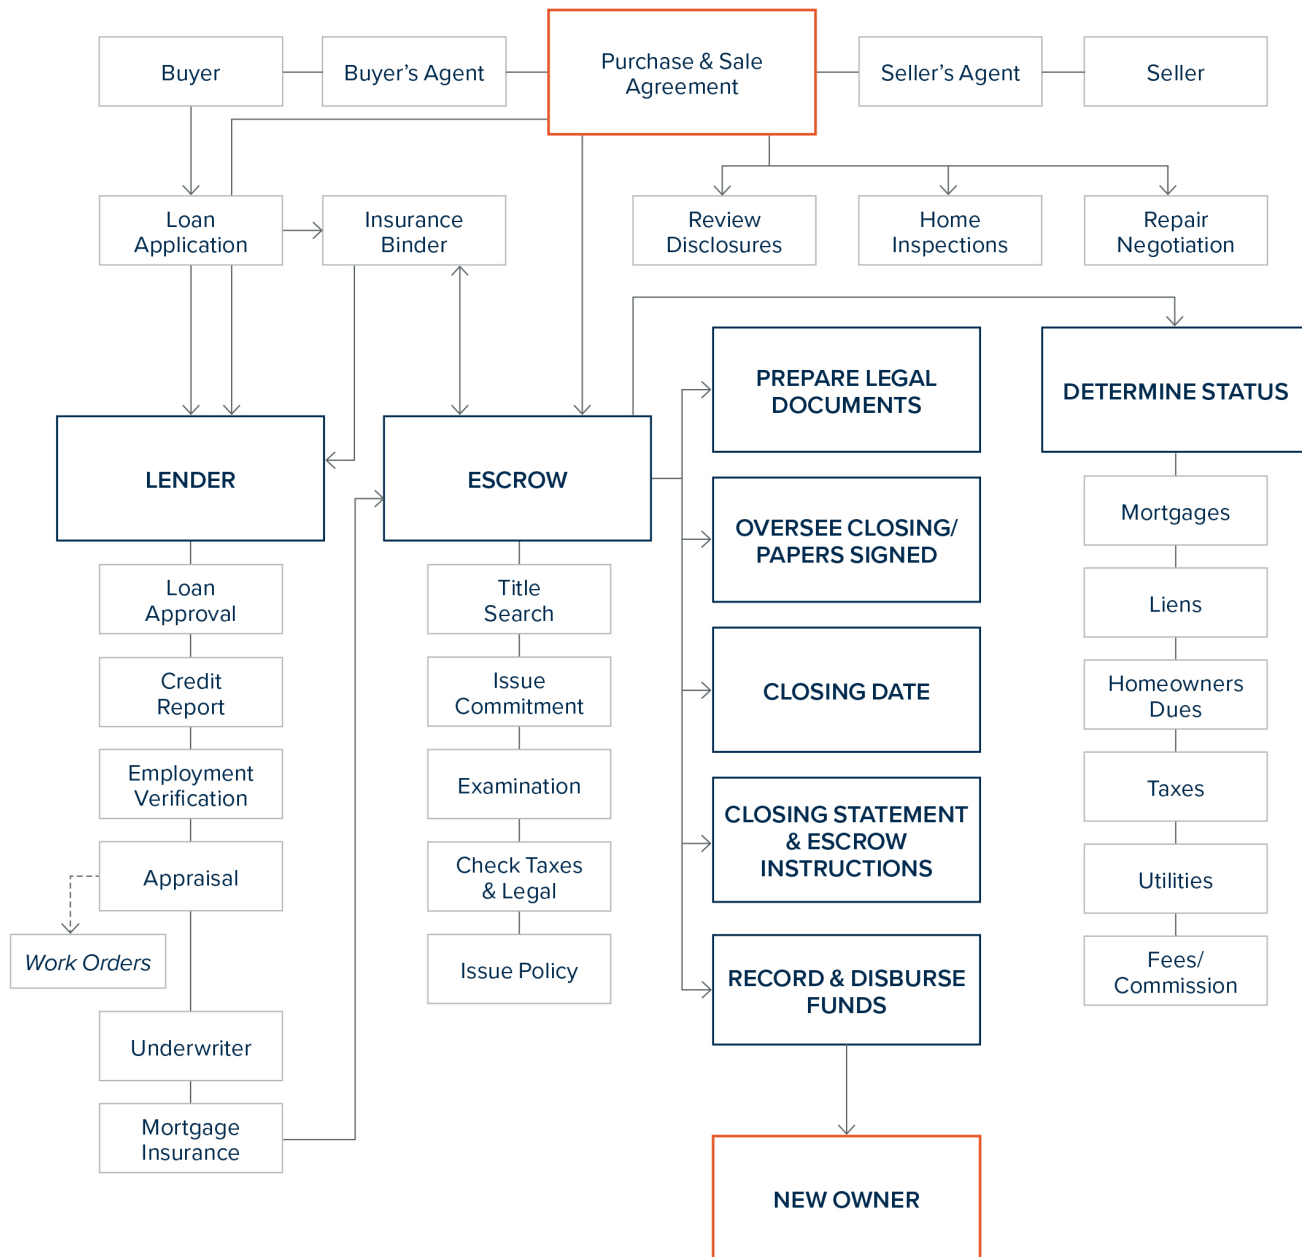 Buyer
Buyer's Agent
Purchase & Sale
Agreement
Seller's Agent
Seller
Loan
Application
Insurance
Binder
Review
Disclosures
Home
Inspections
Repair
Negotiation
LENDER
Loan
Approval
Credit
Report
Employment
Verification
Appraisal
Work Orders
Underwriter
Mortgage
Insurance
ESCROW
Title
Search
Issue
Commitment
Examination
Check Taxes
& Legal
Issue Policy
PREPARE LEGAL
DOCUMENTS
OVERSEE CLOSING/
PAPERS SIGNED
CLOSING DATE
CLOSING STATEMENT
& ESCROW
INSTRUCTIONS
RECORD & DISBURSE
FUNDS
NEW OWNER
DETERMINE STATUS
Mortgages
Liens
Homeowners
Dues
Taxes
Utilities
Fees/
Commission